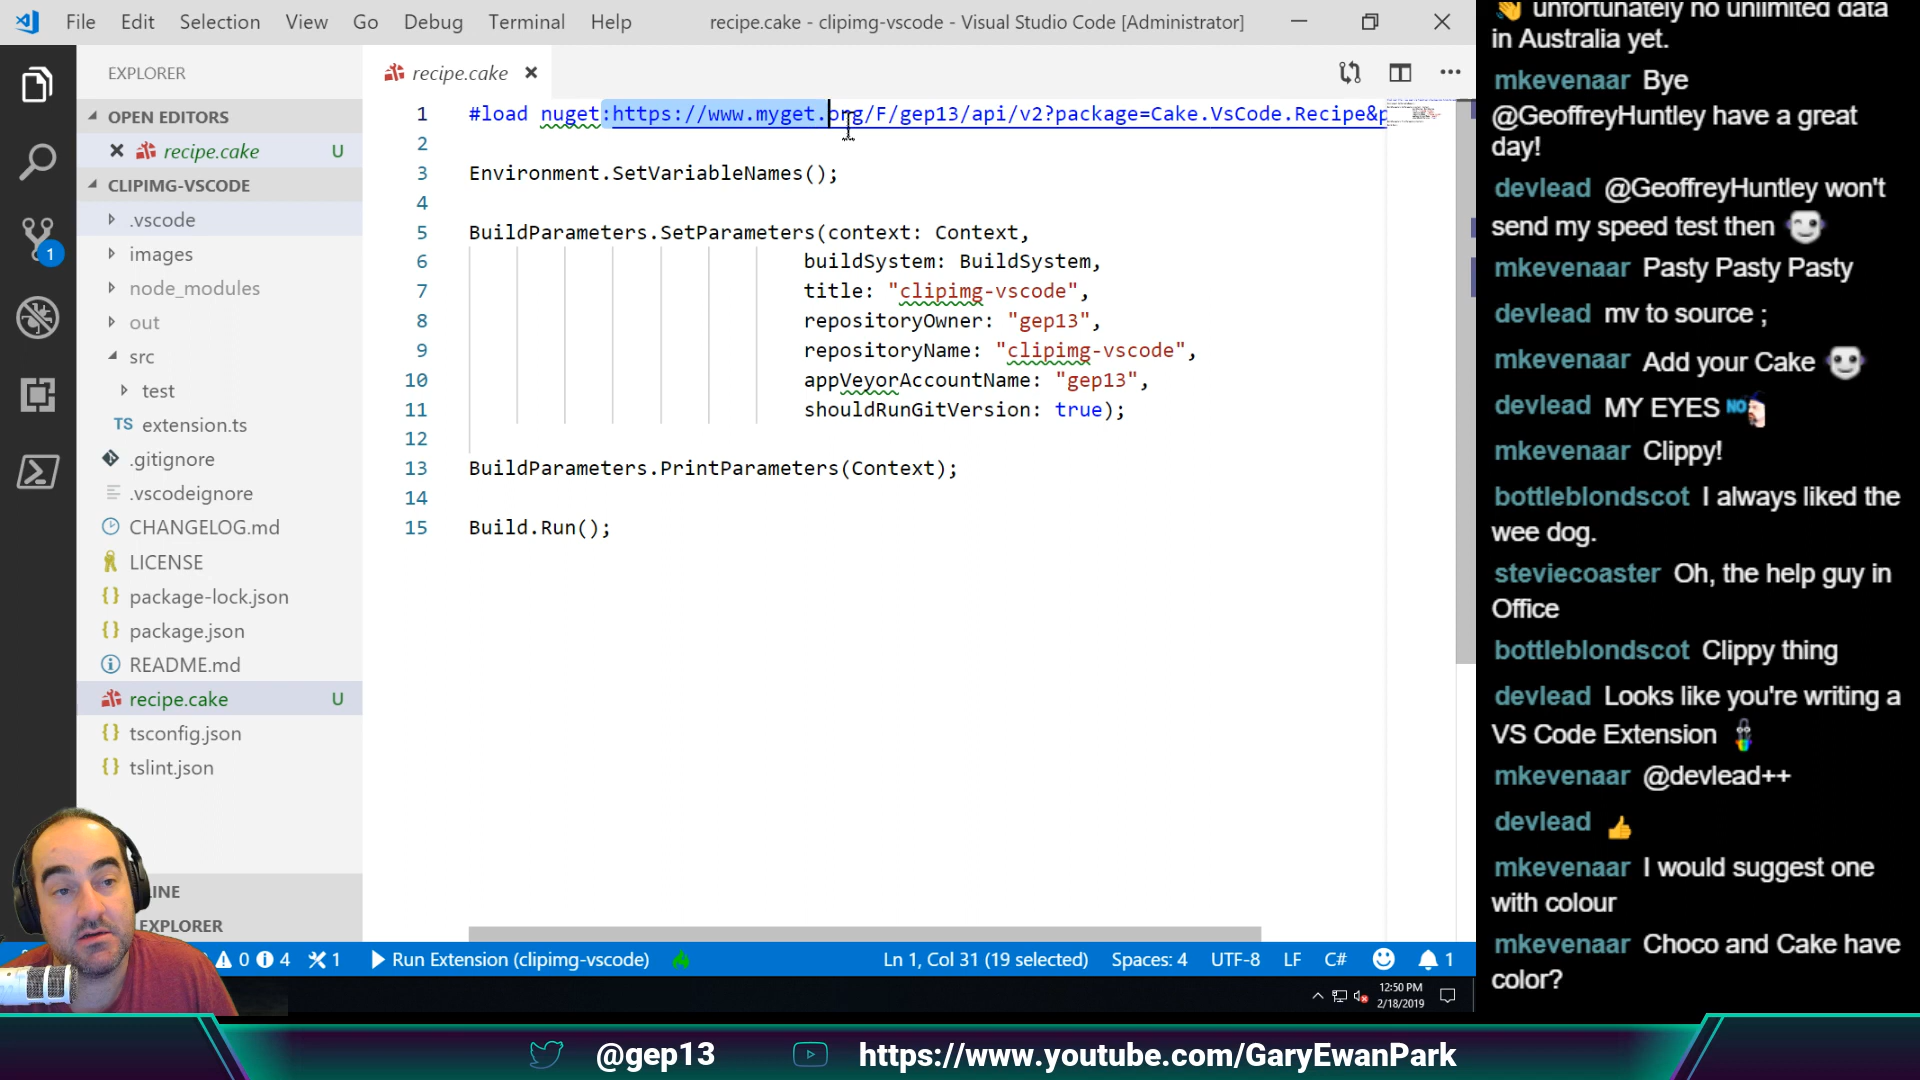 File Edit Selection View Go Debug Terminal Help
recipe.cake - clipimg-vscode - Visual Studio Code [Administrator]
EXPLORER
OPEN EDITORS
recipe.cake U
CLIPIMG-VSCODE
.vscode
images
node_modules
out
src
test
TS extension.ts
.gitignore
.vscodeignore
CHANGELOG.md
LICENSE
{} package-lock.json
{} package.json
README.md
recipe.cake U
{} tsconfig.json
{} tslint.json
LINE
EXPLORER
1
recipe.cake
1 #load nuget:https://www.myget.org/F/gep13/api/v2?package=Cake.VsCode.Recipe&p
2
3 Environment.SetVariableNames();
4
5 BuildParameters.SetParameters(context: Context,
6 buildSystem: BuildSystem,
7 title: "clipimg-vscode",
8 repositoryOwner: "gep13",
9 repositoryName: "clipimg-vscode",
10 appVeyorAccountName: "gep13",
11 shouldRunGitVersion: true);
12
13 BuildParameters.PrintParameters(Context);
14
15 Build.Run();
0 4 1 Run Extension (clipimg-vscode) Ln 1, Col 31 (19 selected) Spaces: 4 UTF-8 LF C# 1
12:50 PM
2/18/2019
unfortunately no unlimited data
in Australia yet.
mkevenaar Bye
@GeoffreyHuntley have a great
day!
devlead @GeoffreyHuntley won't
send my speed test then
mkevenaar Pasty Pasty Pasty
devlead mv to source ;
mkevenaar Add your Cake
devlead MY EYES NO
mkevenaar Clippy!
bottleblondscot I always liked the
wee dog.
steviecoaster Oh, the help guy in
Office
bottleblondscot Clippy thing
devlead Looks like you're writing a
VS Code Extension
mkevenaar @devlead++
devlead
mkevenaar I would suggest one
with colour
mkevenaar Choco and Cake have
color?
@gep13
https://www.youtube.com/GaryEwanPark